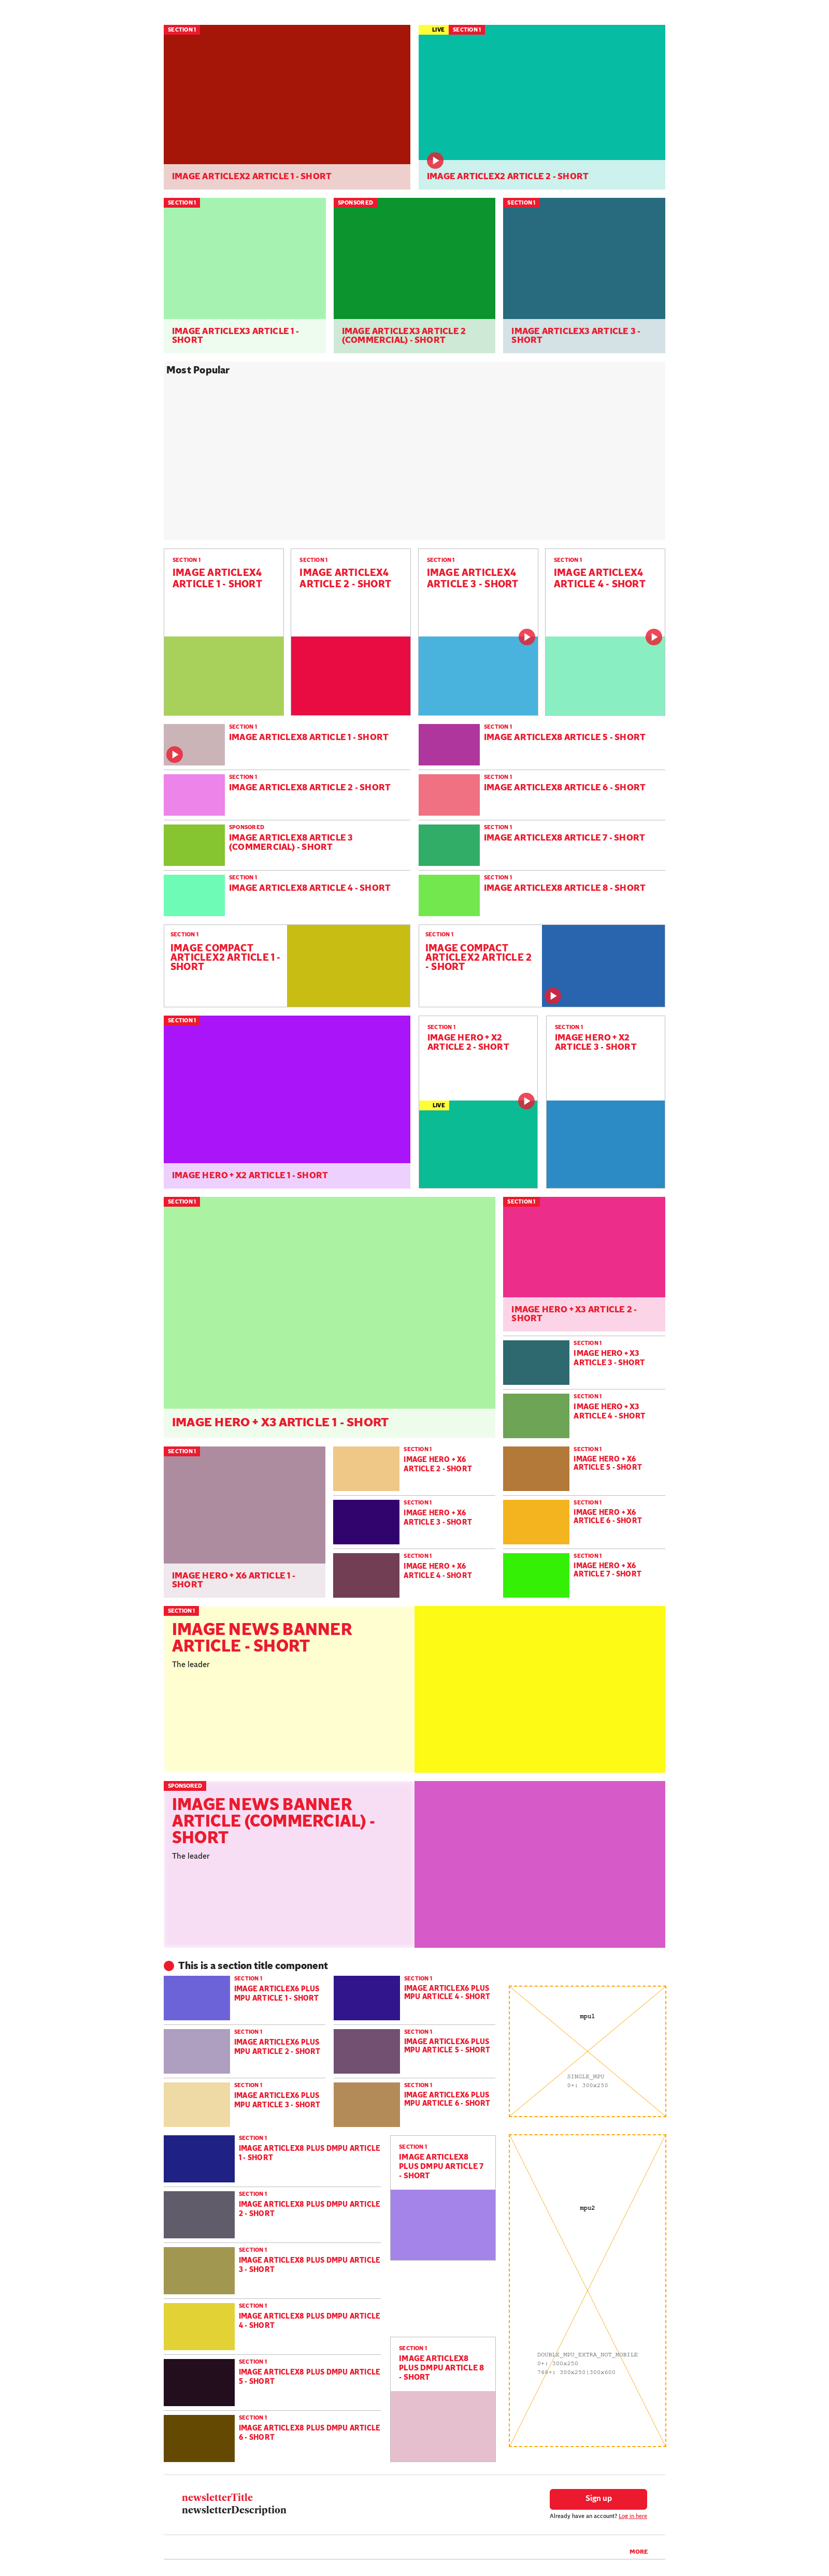 SECTION 1
IMAGE ARTICLEX2 ARTICLE 1 - SHORT
LIVE
SECTION 1
IMAGE ARTICLEX2 ARTICLE 2 - SHORT
SECTION 1
IMAGE ARTICLEX3 ARTICLE 1 -
SHORT
SPONSORED
IMAGE ARTICLEX3 ARTICLE 2
(COMMERCIAL) - SHORT
SECTION 1
IMAGE ARTICLEX3 ARTICLE 3 -
SHORT
Most Popular
SECTION 1
IMAGE ARTICLEX4
ARTICLE 1 - SHORT
SECTION 1
IMAGE ARTICLEX4
ARTICLE 2 - SHORT
SECTION 1
IMAGE ARTICLEX4
ARTICLE 3 - SHORT
SECTION 1
IMAGE ARTICLEX4
ARTICLE 4 - SHORT
SECTION 1
IMAGE ARTICLEX8 ARTICLE 1 - SHORT
SECTION 1
IMAGE ARTICLEX8 ARTICLE 2 - SHORT
SPONSORED
IMAGE ARTICLEX8 ARTICLE 3
(COMMERCIAL) - SHORT
SECTION 1
IMAGE ARTICLEX8 ARTICLE 4 - SHORT
SECTION 1
IMAGE ARTICLEX8 ARTICLE 5 - SHORT
SECTION 1
IMAGE ARTICLEX8 ARTICLE 6 - SHORT
SECTION 1
IMAGE ARTICLEX8 ARTICLE 7 - SHORT
SECTION 1
IMAGE ARTICLEX8 ARTICLE 8 - SHORT
SECTION 1
IMAGE COMPACT
ARTICLEX2 ARTICLE 1 -
SHORT
SECTION 1
IMAGE COMPACT
ARTICLEX2 ARTICLE 2
- SHORT
SECTION 1
IMAGE HERO + X2 ARTICLE 1 - SHORT
SECTION 1
IMAGE HERO + X2
ARTICLE 2 - SHORT
LIVE
SECTION 1
IMAGE HERO + X2
ARTICLE 3 - SHORT
SECTION 1
IMAGE HERO + X3 ARTICLE 1 - SHORT
SECTION 1
IMAGE HERO + X3 ARTICLE 2 -
SHORT
SECTION 1
IMAGE HERO + X3
ARTICLE 3 - SHORT
SECTION 1
IMAGE HERO + X3
ARTICLE 4 - SHORT
SECTION 1
IMAGE HERO + X6 ARTICLE 1 -
SHORT
SECTION 1
IMAGE HERO + X6
ARTICLE 2 - SHORT
SECTION 1
IMAGE HERO + X6
ARTICLE 3 - SHORT
SECTION 1
IMAGE HERO + X6
ARTICLE 4 - SHORT
SECTION 1
IMAGE HERO + X6
ARTICLE 5 - SHORT
SECTION 1
IMAGE HERO + X6
ARTICLE 6 - SHORT
SECTION 1
IMAGE HERO + X6
ARTICLE 7 - SHORT
SECTION 1
IMAGE NEWS BANNER
ARTICLE - SHORT
The leader
SPONSORED
IMAGE NEWS BANNER
ARTICLE (COMMERCIAL) -
SHORT
The leader
This is a section title component
SECTION 1
IMAGE ARTICLEX6 PLUS
MPU ARTICLE 1 - SHORT
SECTION 1
IMAGE ARTICLEX6 PLUS
MPU ARTICLE 2 - SHORT
SECTION 1
IMAGE ARTICLEX6 PLUS
MPU ARTICLE 3 - SHORT
SECTION 1
IMAGE ARTICLEX6 PLUS
MPU ARTICLE 4 - SHORT
SECTION 1
IMAGE ARTICLEX6 PLUS
MPU ARTICLE 5 - SHORT
SECTION 1
IMAGE ARTICLEX6 PLUS
MPU ARTICLE 6 - SHORT
mpu1
SINGLE_MPU
0+: 300x250
SECTION 1
IMAGE ARTICLEX8 PLUS DMPU ARTICLE
1 - SHORT
SECTION 1
IMAGE ARTICLEX8 PLUS DMPU ARTICLE
2 - SHORT
SECTION 1
IMAGE ARTICLEX8 PLUS DMPU ARTICLE
3 - SHORT
SECTION 1
IMAGE ARTICLEX8 PLUS DMPU ARTICLE
4 - SHORT
SECTION 1
IMAGE ARTICLEX8 PLUS DMPU ARTICLE
5 - SHORT
SECTION 1
IMAGE ARTICLEX8 PLUS DMPU ARTICLE
6 - SHORT
SECTION 1
IMAGE ARTICLEX8
PLUS DMPU ARTICLE 7
- SHORT
SECTION 1
IMAGE ARTICLEX8
PLUS DMPU ARTICLE 8
- SHORT
mpu2
DOUBLE_MPU_EXTRA_NOT_MOBILE
0+: 300x250
768+: 300x250|300x600
newsletterTitle
newsletterDescription
Sign up
Already have an account? Log in here
MORE